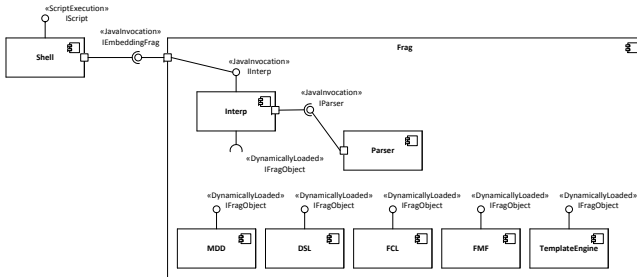 «ScriptExecution»
IScript
«JavaInvocation»
IEmbeddingFrag
Shell
Frag
«JavaInvocation»
IInterp
«JavaInvocation»
IParser
Interp
Parser
«DynamicallyLoaded»
IFragObject
«DynamicallyLoaded» «DynamicallyLoaded» «DynamicallyLoaded» «DynamicallyLoaded» «DynamicallyLoaded»
IFragObject IFragObject IFragObject IFragObject IFragObject
MDD DSL FCL FMF TemplateEngine